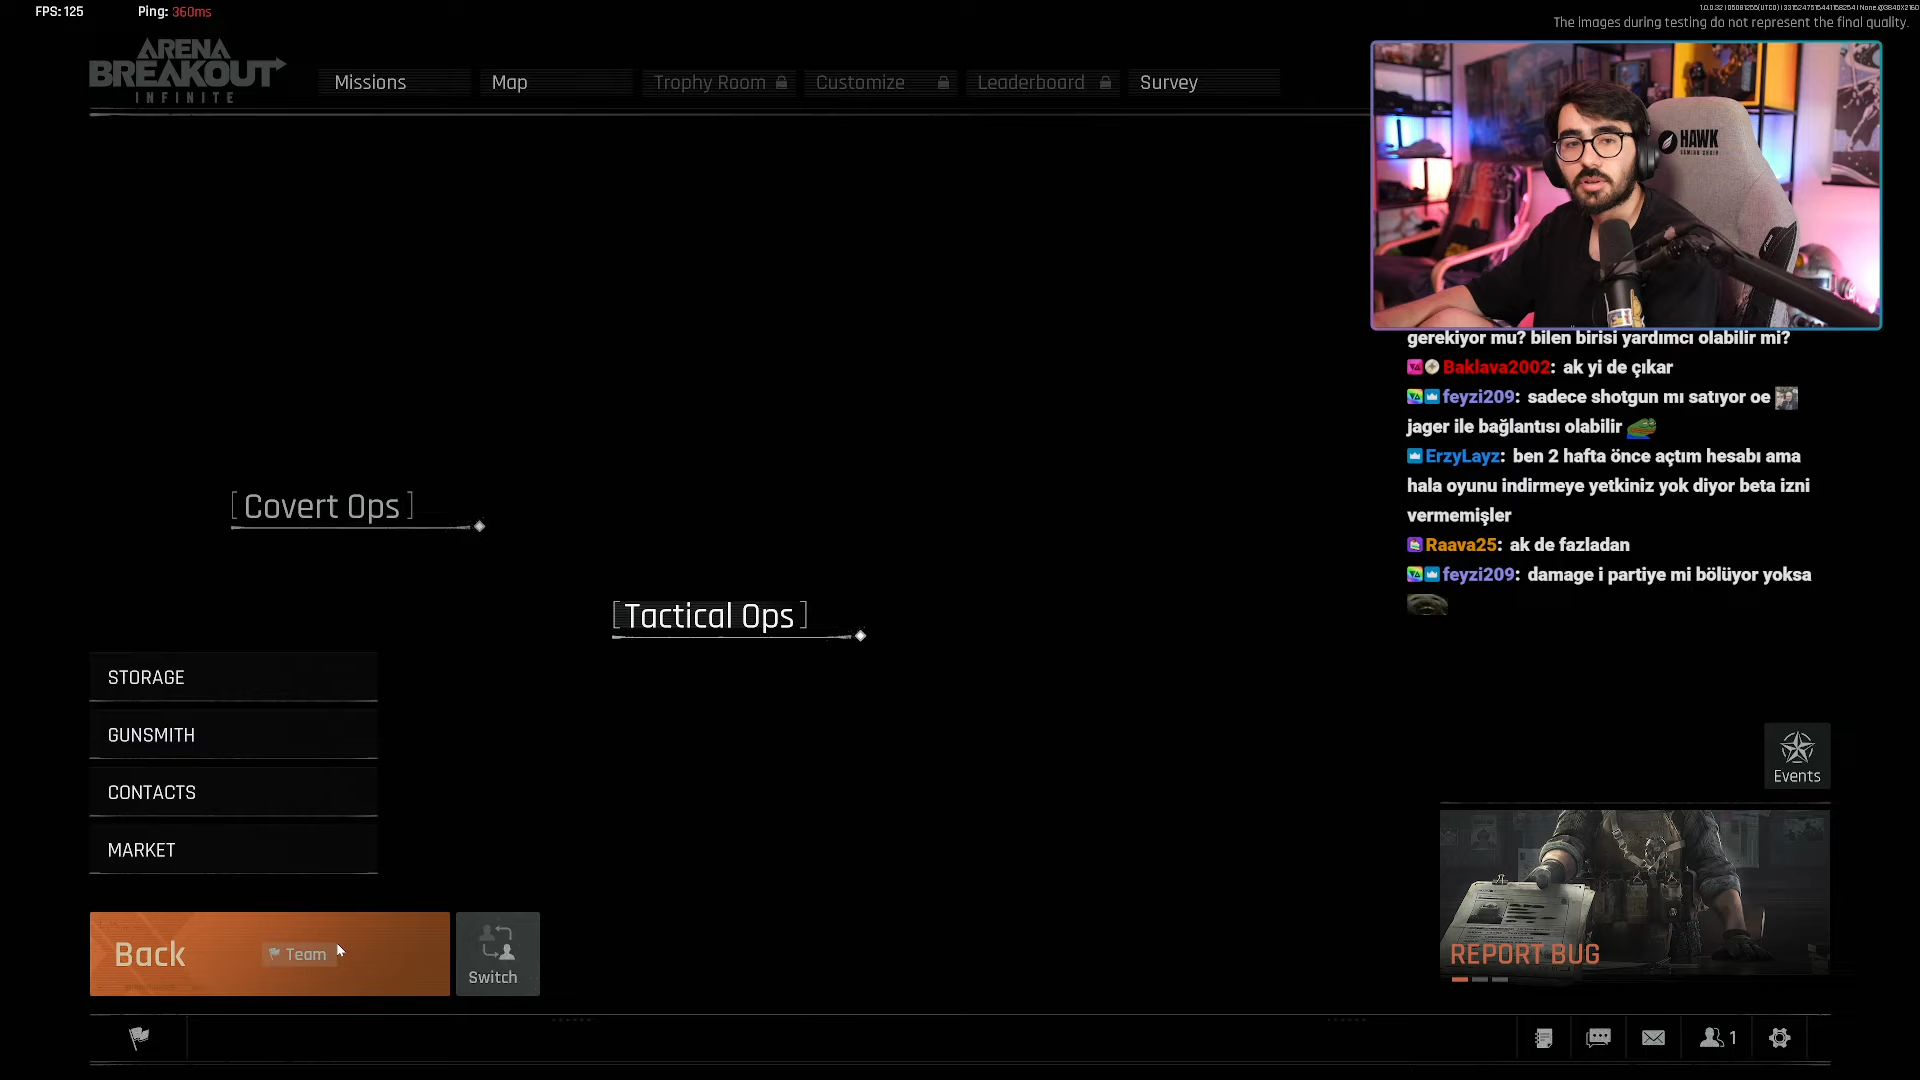 FPS: 125
Ping: 360ms
The images during testing do not represent the final quality.
ARENA
BREAKOUT
INFINITE
Missions
Map
Trophy Room
Customize
Leaderboard
Survey
HAWK
GAMING CHAIR
gerekiyor mu? bilen birisi yardımcı olabilir mi?
Baklava2002: ak yi de çıkar
feyzi209: sadece shotgun mı satıyor oe
jager ile bağlantısı olabilir
ErzyLayz: ben 2 hafta önce açtım hesabı ama
hala oyunu indirmeye yetkiniz yok diyor beta izni
vermemişler
Raava25: ak de fazladan
feyzi209: damage i partiye mi bölüyor yoksa
[Covert Ops]
[Tactical Ops]
STORAGE
GUNSMITH
CONTACTS
MARKET
Events
Back
Team
Switch
REPORT BUG
1